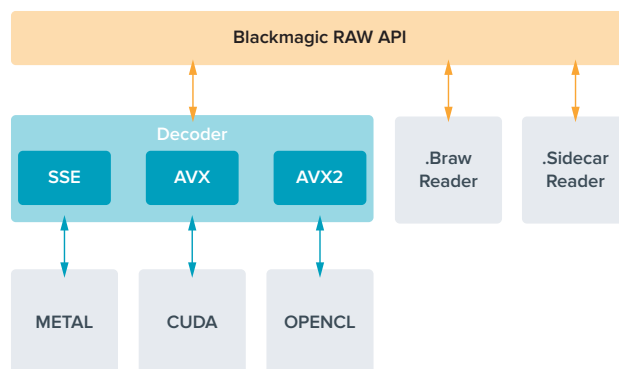 Blackmagic RAW API
Decoder
SSE
AVX
AVX2
.Braw
Reader
.Sidecar
Reader
METAL
CUDA
OPENCL